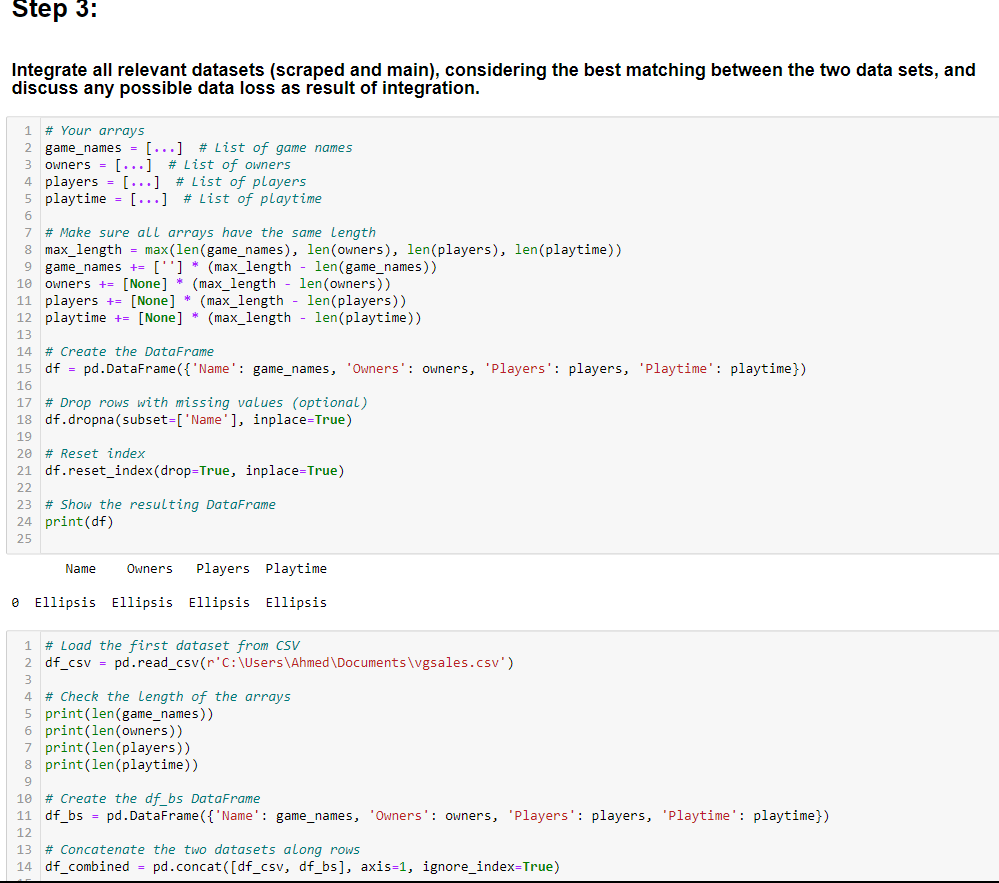 Step 3:
Integrate all relevant datasets (scraped and main), considering the best matching between the two data sets, and
discuss any possible data loss as result of integration.
1 # Your arrays
2 game_names = [...]  # List of game names
3 owners = [...]  # List of owners
4 players = [...]  # List of players
5 playtime = [...]  # List of playtime
6
7 # Make sure all arrays have the same length
8 max_length = max(len(game_names), len(owners), len(players), len(playtime))
9 game_names += [''] * (max_length - len(game_names))
10 owners += [None] * (max_length - len(owners))
11 players += [None] * (max_length - len(players))
12 playtime += [None] * (max_length - len(playtime))
13
14 # Create the DataFrame
15 df = pd.DataFrame({'Name': game_names, 'Owners': owners, 'Players': players, 'Playtime': playtime})
16
17 # Drop rows with missing values (optional)
18 df.dropna(subset=['Name'], inplace=True)
19
20 # Reset index
21 df.reset_index(drop=True, inplace=True)
22
23 # Show the resulting DataFrame
24 print(df)
25
Name Owners Players Playtime
0 Ellipsis Ellipsis Ellipsis Ellipsis
1 # Load the first dataset from CSV
2 df_csv = pd.read_csv(r'C:\Users\Ahmed\Documents\vgsales.csv')
3
4 # Check the length of the arrays
5 print(len(game_names))
6 print(len(owners))
7 print(len(players))
8 print(len(playtime))
9
10 # Create the df_bs DataFrame
11 df_bs = pd.DataFrame({'Name': game_names, 'Owners': owners, 'Players': players, 'Playtime': playtime})
12
13 # Concatenate the two datasets along rows
14 df_combined = pd.concat([df_csv, df_bs], axis=1, ignore_index=True)